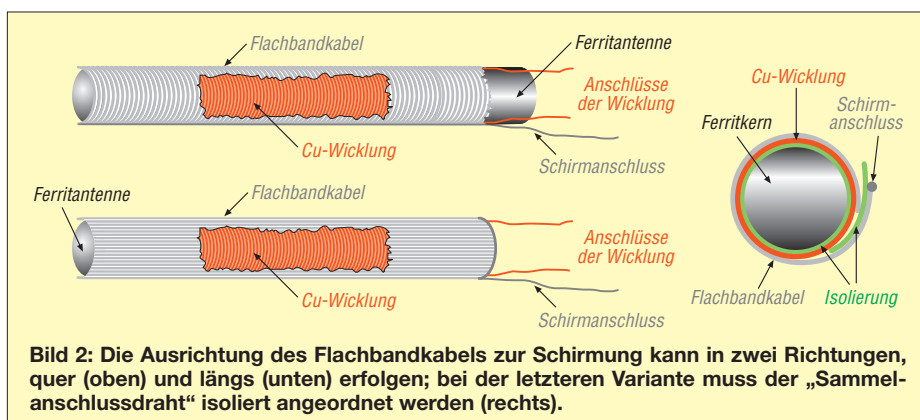 Flachbandkabel
Ferritantenne
Anschlüsse
der Wicklung
Cu-Wicklung
Schirmanschluss
Ferritantenne
Flachbandkabel
Anschlüsse
der Wicklung
Cu-Wicklung
Schirmanschluss
Cu-Wicklung
Schirm-
anschluss
Ferritkern
Flachbandkabel
Isolierung
Bild 2: Die Ausrichtung des Flachbandkabels zur Schirmung kann in zwei Richtungen,
quer (oben) und längs (unten) erfolgen; bei der letzteren Variante muss der „Sammel-
anschlussdraht“ isoliert angeordnet werden (rechts).